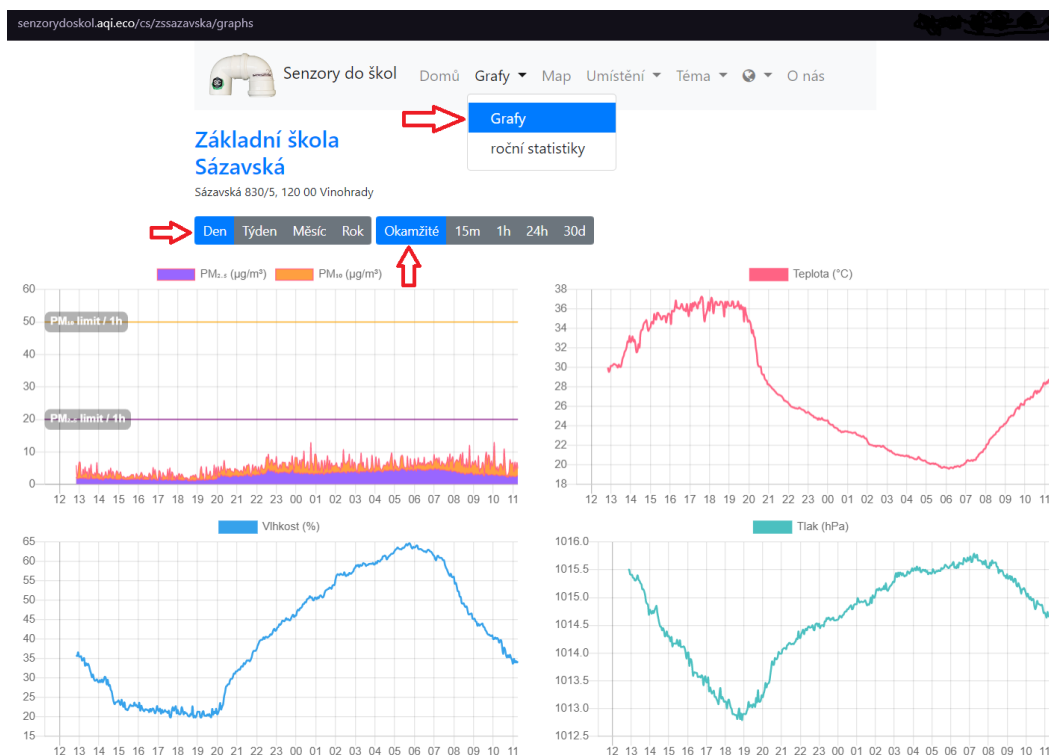 senzorydoskol.aqi.eco/cs/zssazavska/graphs
Senzory do škol Domů Grafy Map Umístění Téma O nás
Grafy
roční statistiky
Základní škola
Sázavská
Sázavská 830/5, 120 00 Vinohrady
Den Týden Měsíc Rok Okamžité 15m 1h 24h 30d
PM₂.₅ (µg/m³) PM₁₀ (µg/m³)
60
50
40
30
20
10
0
PM₁₀ limit / 1h
PM₂.₅ limit / 1h
12 13 14 15 16 17 18 19 20 21 22 23 00 01 02 03 04 05 06 07 08 09 10 11
Teplota (°C)
38
36
34
32
30
28
26
24
22
20
18
12 13 14 15 16 17 18 19 20 21 22 23 00 01 02 03 04 05 06 07 08 09 10 11
Vlhkost (%)
65
60
55
50
45
40
35
30
25
20
15
12 13 14 15 16 17 18 19 20 21 22 23 00 01 02 03 04 05 06 07 08 09 10 11
Tlak (hPa)
1016.0
1015.5
1015.0
1014.5
1014.0
1013.5
1013.0
1012.5
12 13 14 15 16 17 18 19 20 21 22 23 00 01 02 03 04 05 06 07 08 09 10 11